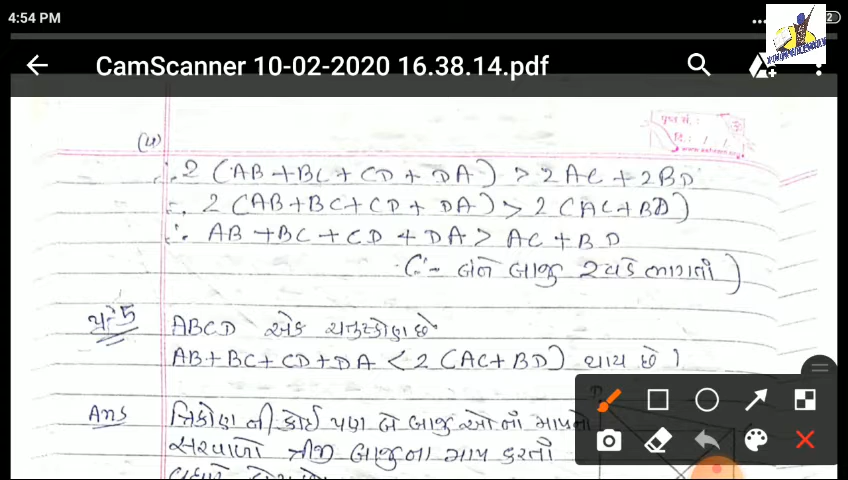 4:54 PM
CamScanner 10-02-2020 16.38.14.pdf
(૫)
∴ 2 (AB+BC+CD+DA) > 2AC+2BD
∴ 2 (AB+BC+CD+DA) > 2 (AC+BD)
∴ AB+BC+CD+DA > AC+BD
(∵ બંને બાજુ 2 વડે ભાગતાં)
5
ABCD એક ચતુષ્કોણ છે
AB+BC+CD+DA < 2 (AC+BD) થાય છે ।
Ans ત્રિકોણ ની કોઈ પણ બે બાજુ ઓનાં માપનો
સરવાળો ત્રીજી બાજુના માપ કરતાં